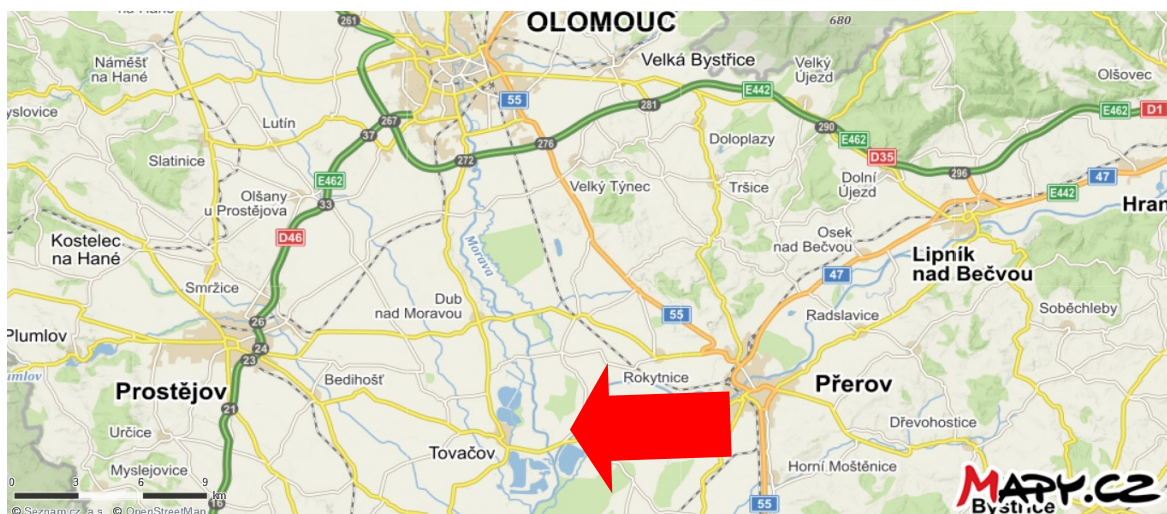 OLOMOUC
261
680
Náměšť
na Hané
Velká Bystřice
Velký
Újezd
Olšovec
55
E442
E462
D1
281
267
37
Lutín
290
E462
Doloplazy
Slatinice
272
276
D35
296
47
E462
Velký Týnec
Tršice
Dolní
Újezd
E442
Olšany
u Prostějova
33
Hran
D46
Morava
Kostelec
na Hané
Osek
nad Bečvou
Lipník
nad Bečvou
47
Smržice
Dub
nad Moravou
55
Radslavice
Soběchleby
26
Plumlov
24
23
Bedihošť
Rokytnice
Přerov
Prostějov
21
Určice
Dřevohostice
Tovačov
Myslejovice
Horní Moštěnice
0 3 6 9
km
16
55
MAPY.CZ
Bystřice
© Seznam.cz, a.s., © OpenStreetMap